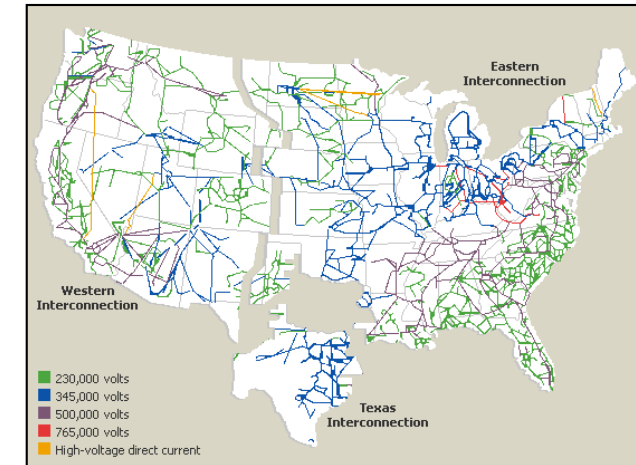 Eastern
Interconnection
Western
Interconnection
Texas
Interconnection
230,000 volts
345,000 volts
500,000 volts
765,000 volts
High-voltage direct current